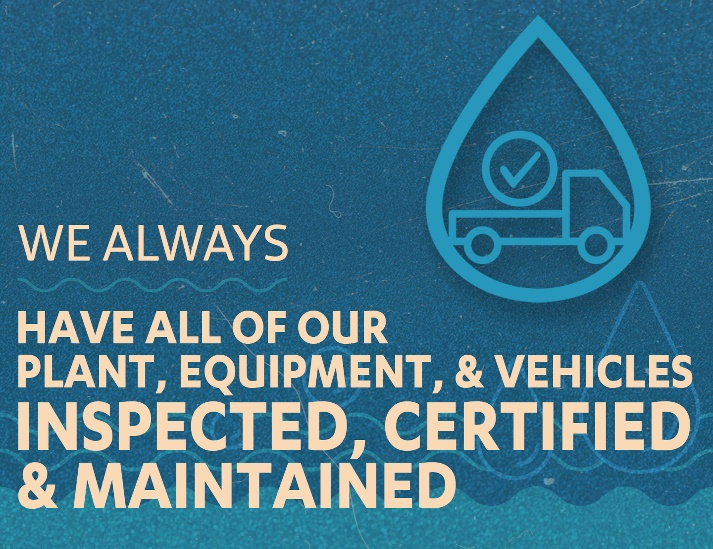 WE ALWAYS
HAVE ALL OF OUR
PLANT, EQUIPMENT, & VEHICLES
INSPECTED, CERTIFIED
& MAINTAINED